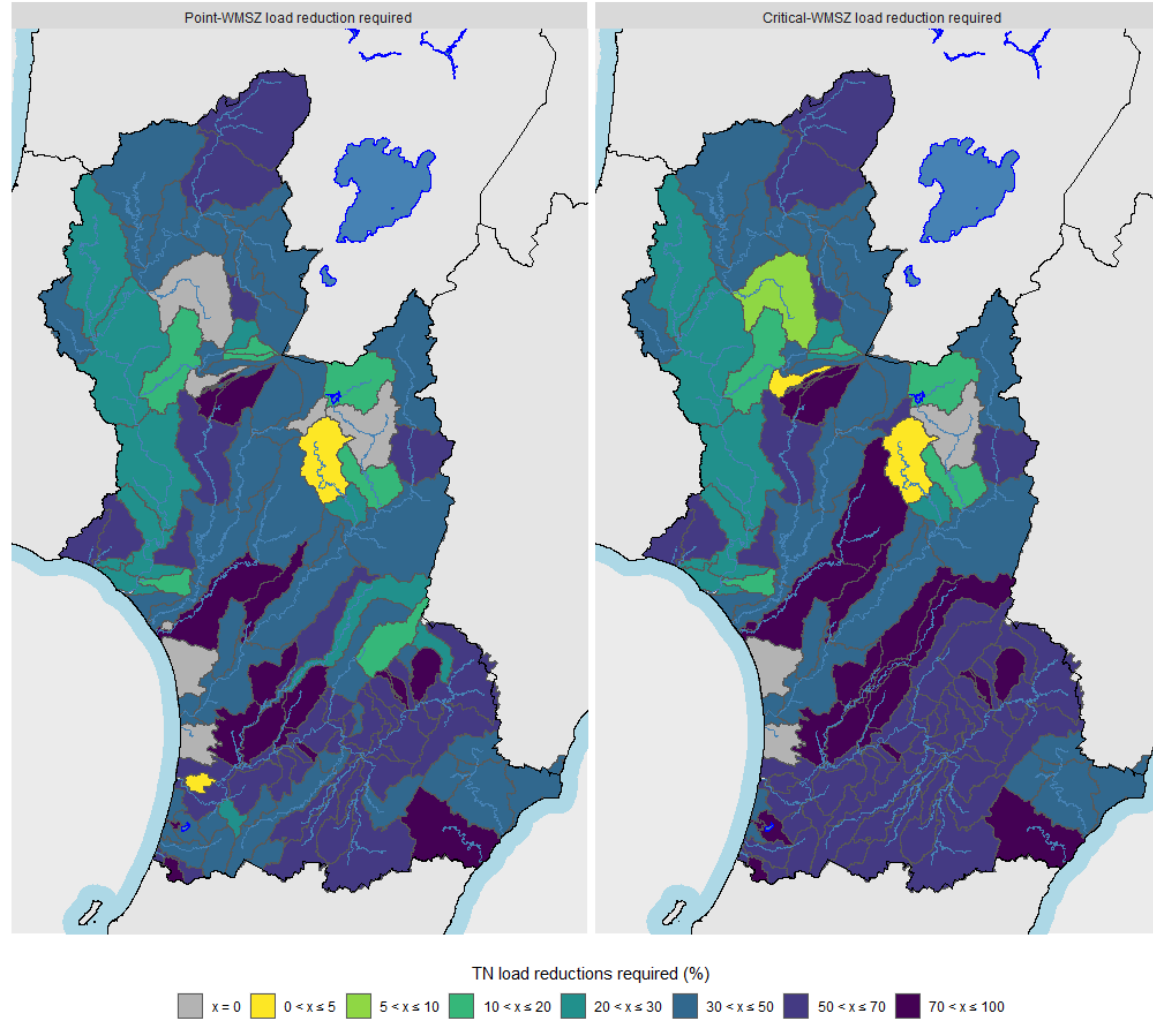 Point-WMSZ load reduction required
Critical-WMSZ load reduction required
TN load reductions required (%)
x = 0
0 < x ≤ 5
5 < x ≤ 10
10 < x ≤ 20
20 < x ≤ 30
30 < x ≤ 50
50 < x ≤ 70
70 < x ≤ 100